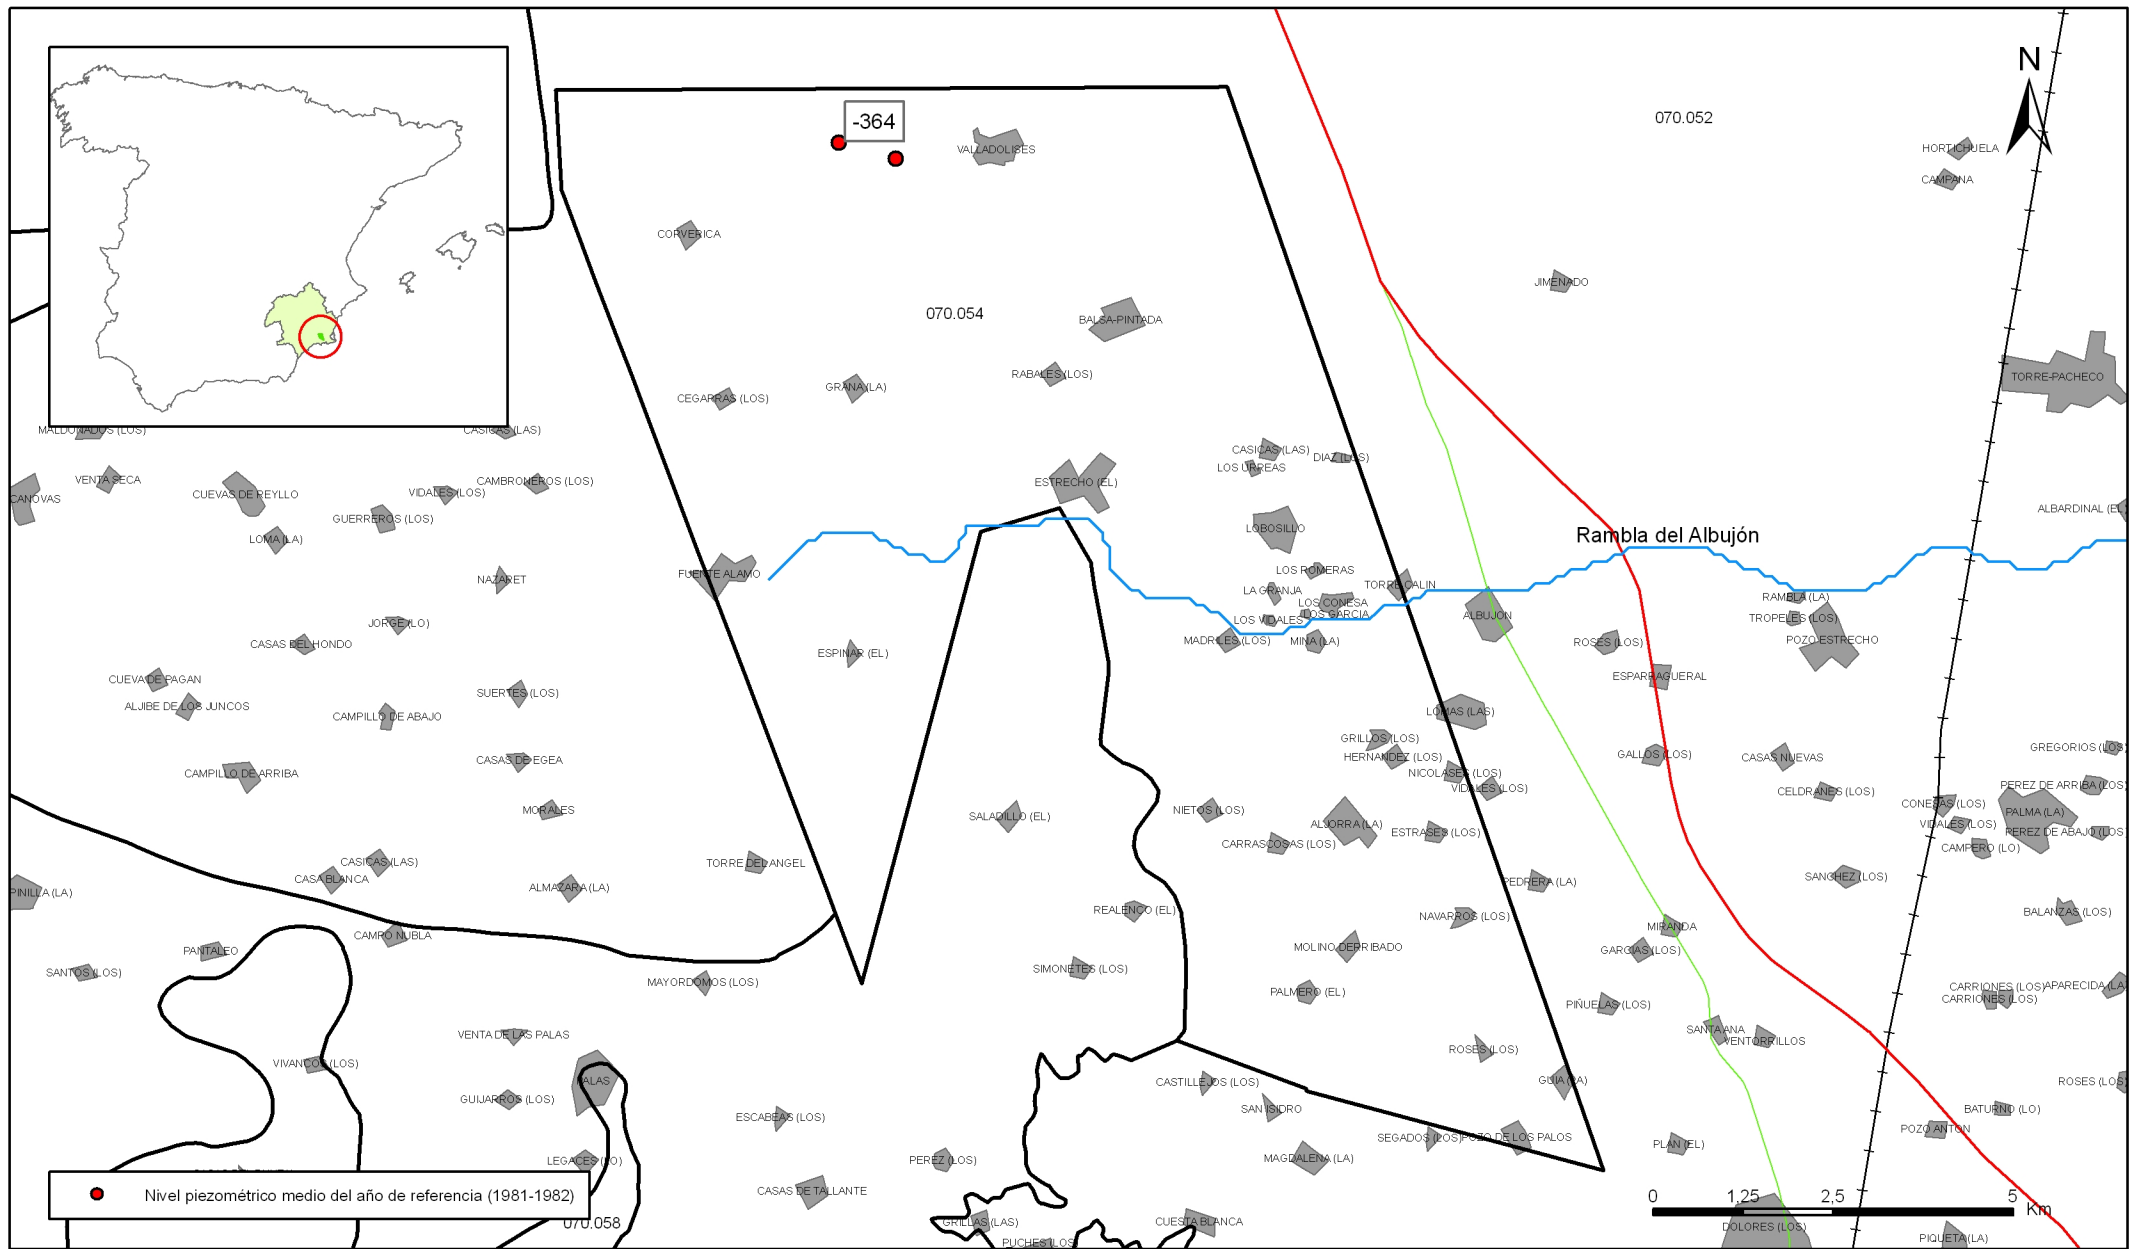 N
070.052
-364
HORTICHUELA
VALLADOLISES
CAMPANA
CORVERICA
JIMENADO
070.054
BALSA-PINTADA
RABALES (LOS)
TORRE-PACHECO
GRANA (LA)
CEGARRAS (LOS)
MALDONADOS (LOS)
CASICAS (LAS)
CASICAS (LAS)
DIAZ (LOS)
LOS URREAS
VENTA SECA
CAMBRONEROS (LOS)
ESTRECHO (EL)
CANOVAS
CUEVAS DE REYLLO
VIDALES (LOS)
ALBARDINAL (EL)
GUERREROS (LOS)
LOBOSILLO
Rambla del Albujón
LOMA (LA)
LOS ROMERAS
FUENTE ALAMO
NAZARET
TORRE CALIN
LA GRANJA
RAMBLA (LA)
LOS CONESA
LOS GARCIA
ALBUJON
TROPELES (LOS)
JORGE (LO)
LOS VIDALES
POZO ESTRECHO
CASAS DEL HONDO
MADRILES (LOS)
MINA (LA)
ROSES (LOS)
ESPINAR (EL)
CUEVA DE PAGAN
ESPARRAGUERAL
SUERTES (LOS)
ALJIBE DE LOS JUNCOS
CAMPILLO DE ABAJO
LOMAS (LAS)
GRILLOS (LOS)
GREGORIOS (LOS)
HERNANDEZ (LOS)
GALLOS (LOS)
CASAS NUEVAS
CASAS DE EGEA
CAMPILLO DE ARRIBA
NICOLASES (LOS)
VIDALES (LOS)
PEREZ DE ARRIBA (LOS)
CELDRANES (LOS)
MORALES
NIETOS (LOS)
SALADILLO (EL)
CONESAS (LOS)
PALMA (LA)
ALJORRA (LA)
ESTRASES (LOS)
VIDALES (LOS)
PEREZ DE ABAJO (LOS)
CARRASCOSAS (LOS)
CAMPERO (LO)
CASICAS (LAS)
TORRE DEL ANGEL
CASA BLANCA
ALMAZARA (LA)
PEDRERA (LA)
SANCHEZ (LOS)
PINILLA (LA)
REALENCO (EL)
NAVARROS (LOS)
BALANZAS (LOS)
MIRANDA
CAMPO NUBLA
PANTALEO
MOLINO DERRIBADO
GARCIAS (LOS)
SANTOS (LOS)
SIMONETES (LOS)
MAYORDOMOS (LOS)
PALMERO (EL)
CARRIONES (LOS)
APARECIDA (LA)
CARRIONES (LOS)
PIÑUELAS (LOS)
VENTA DE LAS PALAS
SANTA ANA
VENTORRILLOS
ROSES (LOS)
VIVANCOS (LOS)
PALAS
CASTILLEJOS (LOS)
GUIA (LA)
ROSES (LOS)
GUIJARROS (LOS)
SAN ISIDRO
BATURNO (LO)
ESCABEAS (LOS)
POZO ANTON
SEGADOS (LOS)
POZO DE LOS PALOS
PLAN (EL)
LEGACES (LO)
PEREZ (LOS)
MAGDALENA (LA)
CASAS DE TALLANTE
Nivel piezométrico medio del año de referencia (1981-1982)
0 1,25 2,5 5
Km
070.058
GRILLAS (LAS)
CUESTA BLANCA
DOLORES (LOS)
PUCHES (LOS)
PIQUETA (LA)